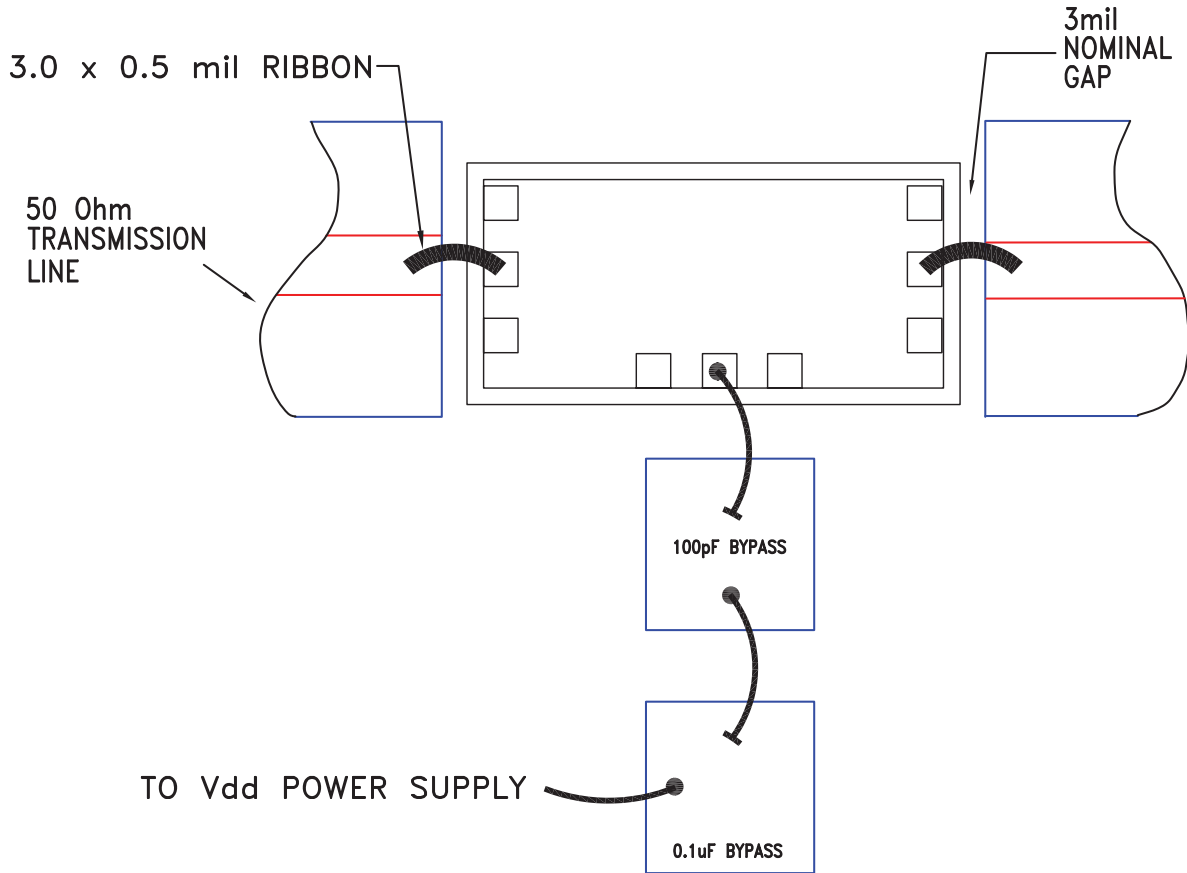 3.0 x 0.5 mil RIBBON
3mil
NOMINAL
GAP
50 Ohm
TRANSMISSION
LINE
100pF BYPASS
TO Vdd POWER SUPPLY
0.1uF BYPASS